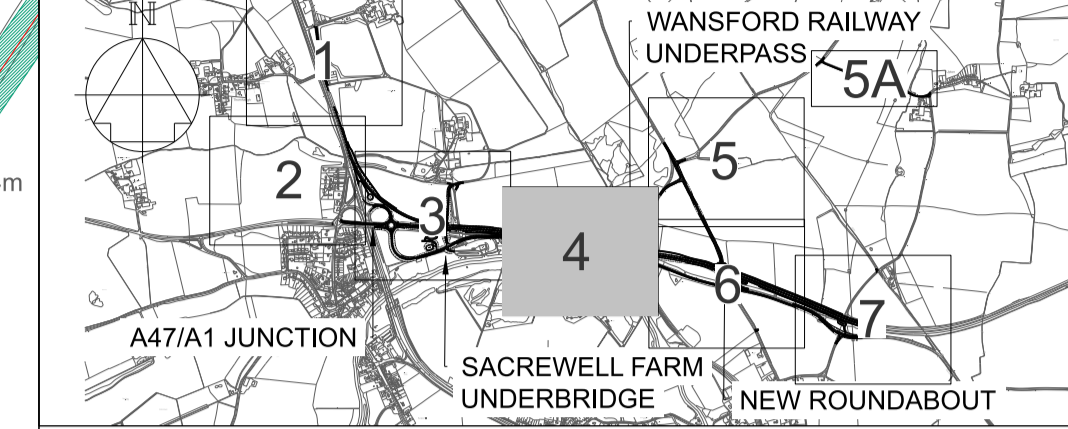 N
WANSFORD RAILWAY
UNDERPASS
1
5A
5
2
m
3
4
6
7
A47/A1 JUNCTION
SACREWELL FARM
UNDERBRIDGE
NEW ROUNDABOUT